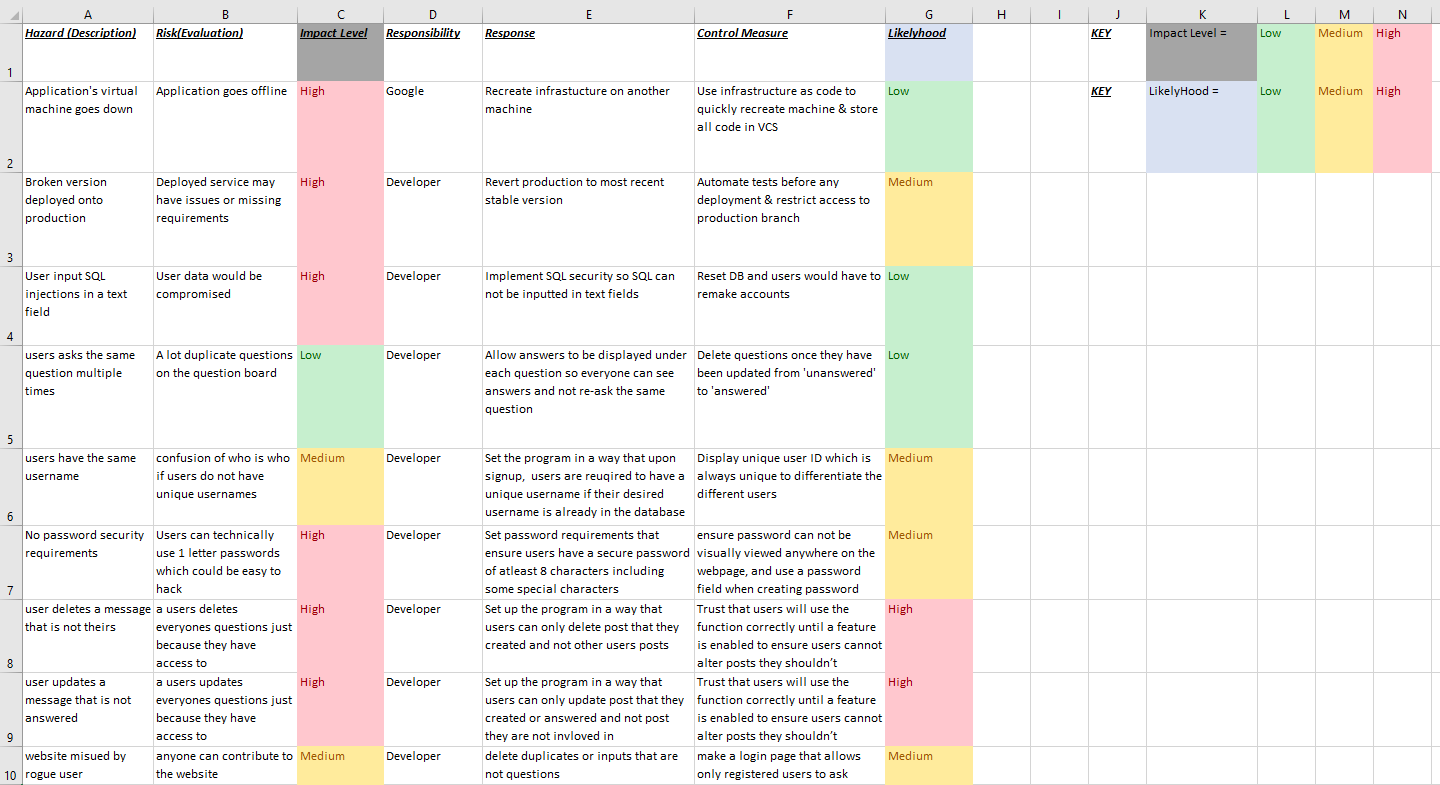 A B C D E F G H I J K L M N
Hazard (Description) Risk(Evaluation) Impact Level Responsibility Response Control Measure Likelyhood KEY Impact Level = Low Medium High
1
Application's virtual machine goes down
Application goes offline
High
Google
Recreate infrastucture on another machine
Use infrastructure as code to quickly recreate machine & store all code in VCS
Low
KEY LikelyHood = Low Medium High
2
Broken version deployed onto production
Deployed service may have issues or missing requirements
High
Developer
Revert production to most recent stable version
Automate tests before any deployment & restrict access to production branch
Medium
3
User input SQL injections in a text field
User data would be compromised
High
Developer
Implement SQL security so SQL can not be inputted in text fields
Reset DB and users would have to remake accounts
Low
4
users asks the same question multiple times
A lot duplicate questions on the question board
Low
Developer
Allow answers to be displayed under each question so everyone can see answers and not re-ask the same question
Delete questions once they have been updated from 'unanswered' to 'answered'
Low
5
users have the same username
confusion of who is who if users do not have unique usernames
Medium
Developer
Set the program in a way that upon signup, users are reuqired to have a unique username if their desired username is already in the database
Display unique user ID which is always unique to differentiate the different users
Medium
6
No password security requirements
Users can technically use 1 letter passwords which could be easy to hack
High
Developer
Set password requirements that ensure users have a secure password of atleast 8 characters including some special characters
ensure password can not be visually viewed anywhere on the webpage, and use a password field when creating password
Medium
7
user deletes a message that is not theirs
a users deletes everyones questions just because they have access to
High
Developer
Set up the program in a way that users can only delete post that they created and not other users posts
Trust that users will use the function correctly until a feature is enabled to ensure users cannot alter posts they shouldn't
High
8
user updates a message that is not answered
a users updates everyones questions just because they have access to
High
Developer
Set up the program in a way that users can only update post that they created or answered and not post they are not invloved in
Trust that users will use the function correctly until a feature is enabled to ensure users cannot alter posts they shouldn't
High
9
website misued by rogue user
anyone can contribute to the website
Medium
Developer
delete duplicates or inputs that are not questions
make a login page that allows only registered users to ask
Medium
10